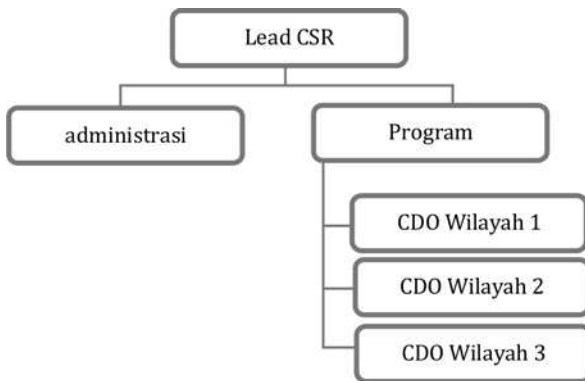 Lead CSR
administrasi
Program
CDO Wilayah 1
CDO Wilayah 2
CDO Wilayah 3